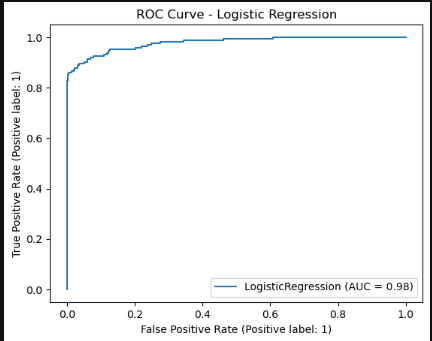 ROC Curve - Logistic Regression
1.0
0.8
0.6
0.4
0.2
0.0
True Positive Rate (Positive label: 1)
LogisticRegression (AUC = 0.98)
0.0 0.2 0.4 0.6 0.8 1.0
False Positive Rate (Positive label: 1)